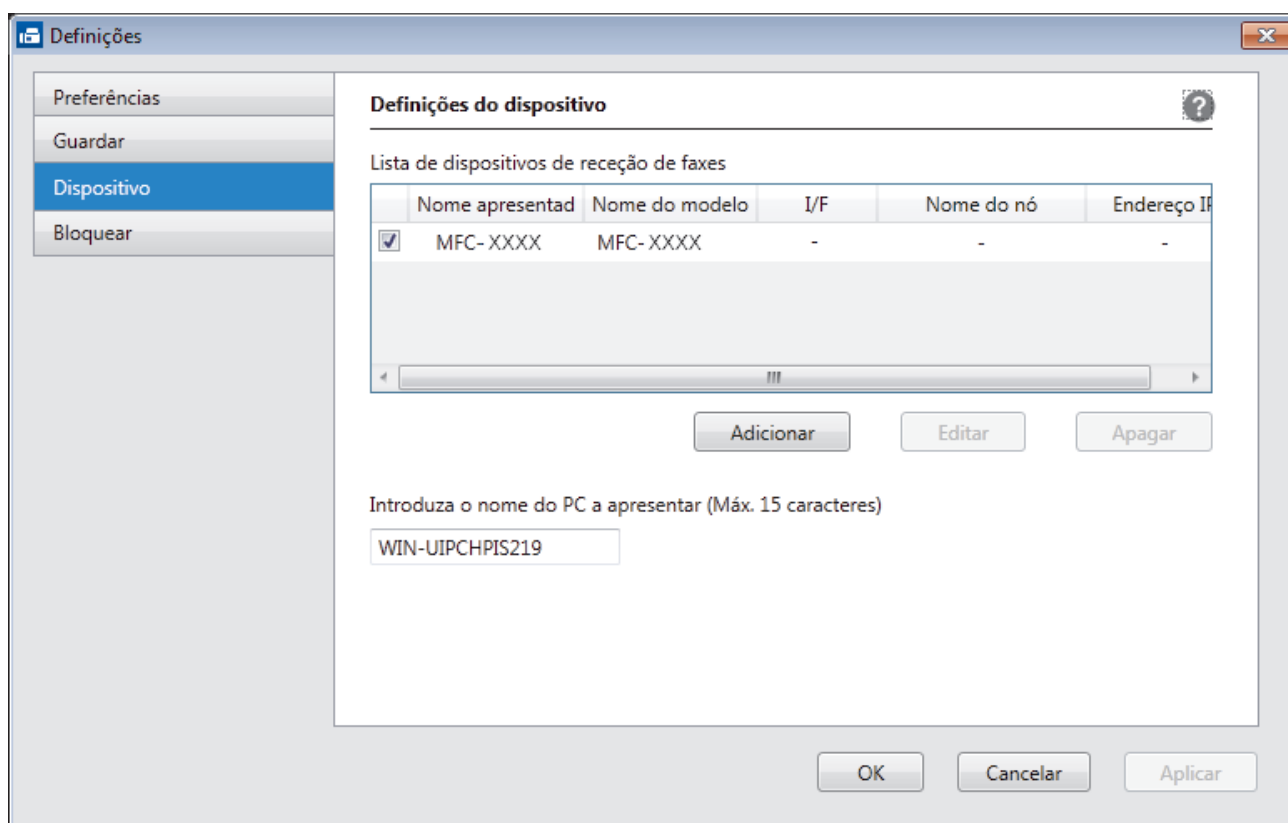 Definições
Preferências
Guardar
Dispositivo
Bloquear
Definições do dispositivo
?
Lista de dispositivos de receção de faxes
Nome apresentad Nome do modelo I/F Nome do nó Endereço IP
MFC- XXXX MFC- XXXX - - -
Adicionar Editar Apagar
Introduza o nome do PC a apresentar (Máx. 15 caracteres)
WIN-UIPCHPIS219
OK Cancelar Aplicar